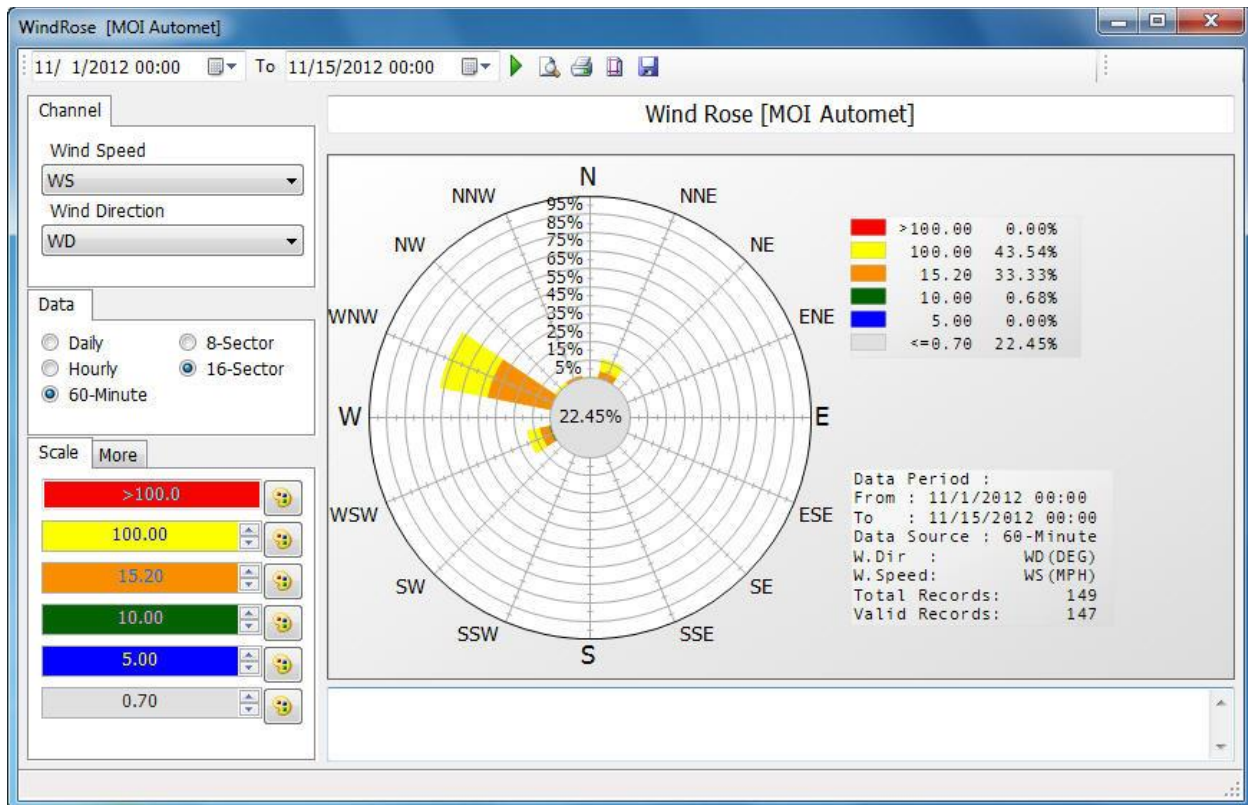 WindRose [MOI Automet]
11/ 1/2012 00:00 To 11/15/2012 00:00
Channel
Wind Speed
WS
Wind Direction
WD
Data
Daily 8-Sector
Hourly 16-Sector
60-Minute
Scale More
>100.0
100.00
15.20
10.00
5.00
0.70
Wind Rose [MOI Automet]
N
NNW NNE
NW NE
WNW ENE
W E
WSW ESE
SW SE
SSW SSE
S
95%
85%
75%
65%
55%
45%
35%
25%
15%
5%
22.45%
>100.00 0.00%
100.00 43.54%
15.20 33.33%
10.00 0.68%
5.00 0.00%
<=0.70 22.45%
Data Period :
From : 11/1/2012 00:00
To : 11/15/2012 00:00
Data Source : 60-Minute
W.Dir : WD(DEG)
W.Speed: WS(MPH)
Total Records: 149
Valid Records: 147